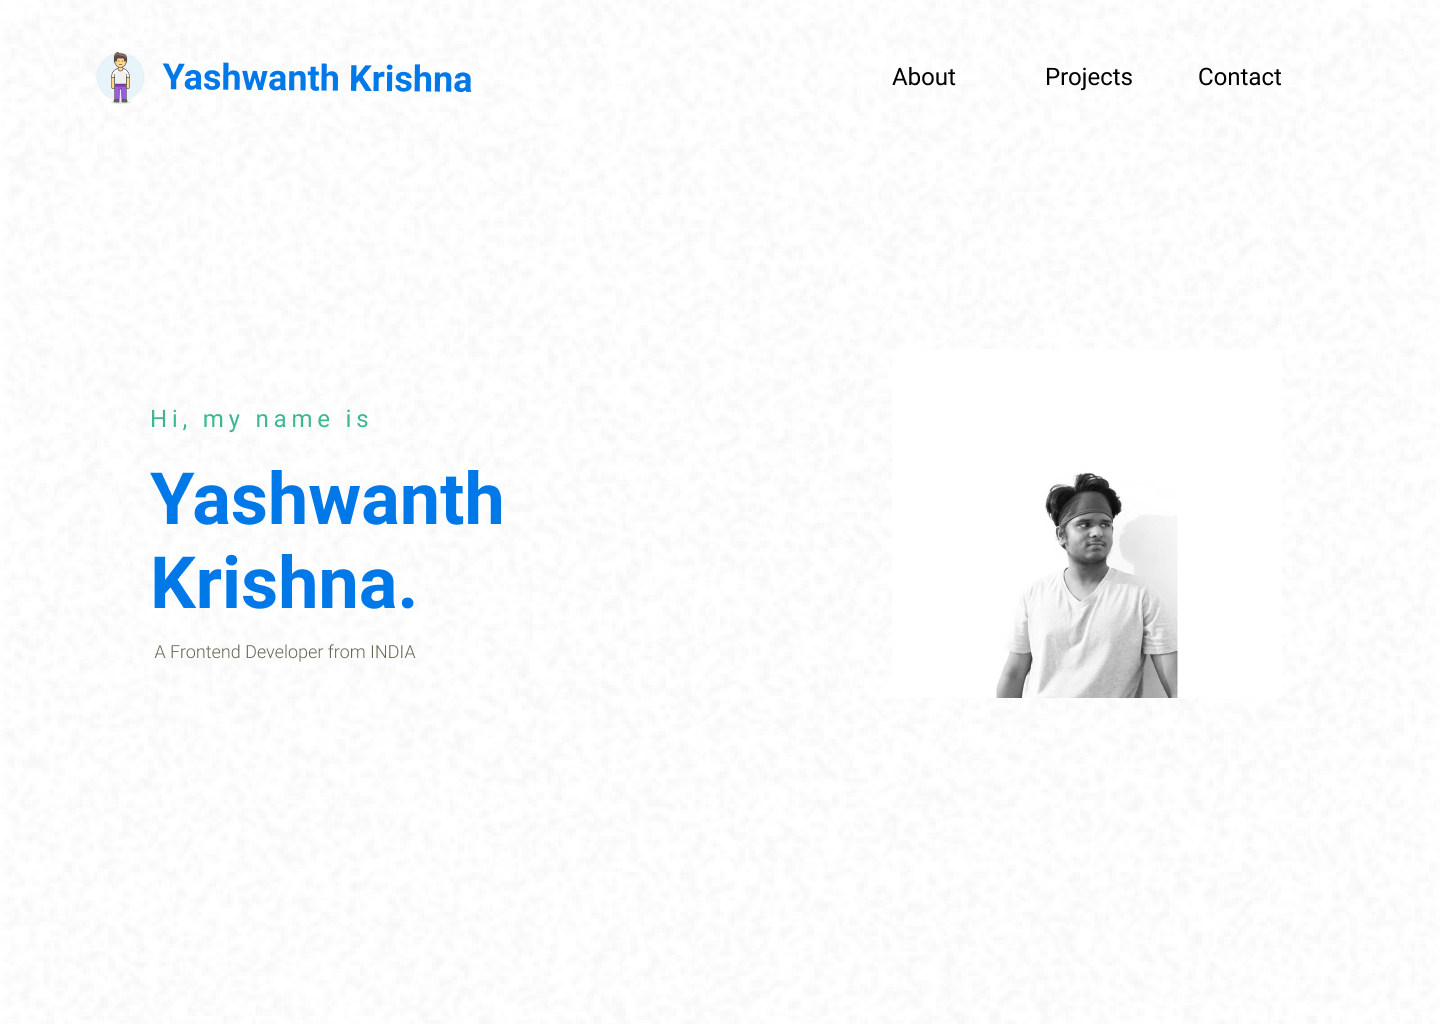 Yashwanth Krishna
About Projects Contact
Hi, my name is
Yashwanth
Krishna.
A Frontend Developer from INDIA